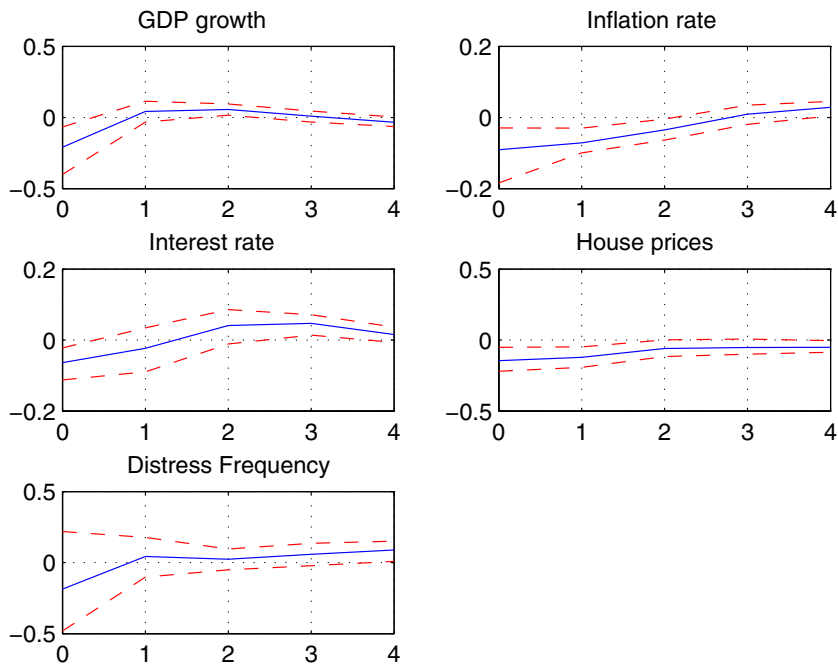 GDP growth
0.5
0
−0.5
0 1 2 3 4
Inflation rate
0.2
0
−0.2
0 1 2 3 4
Interest rate
0.2
0
−0.2
0 1 2 3 4
House prices
0.5
0
−0.5
0 1 2 3 4
Distress Frequency
0.5
0
−0.5
0 1 2 3 4